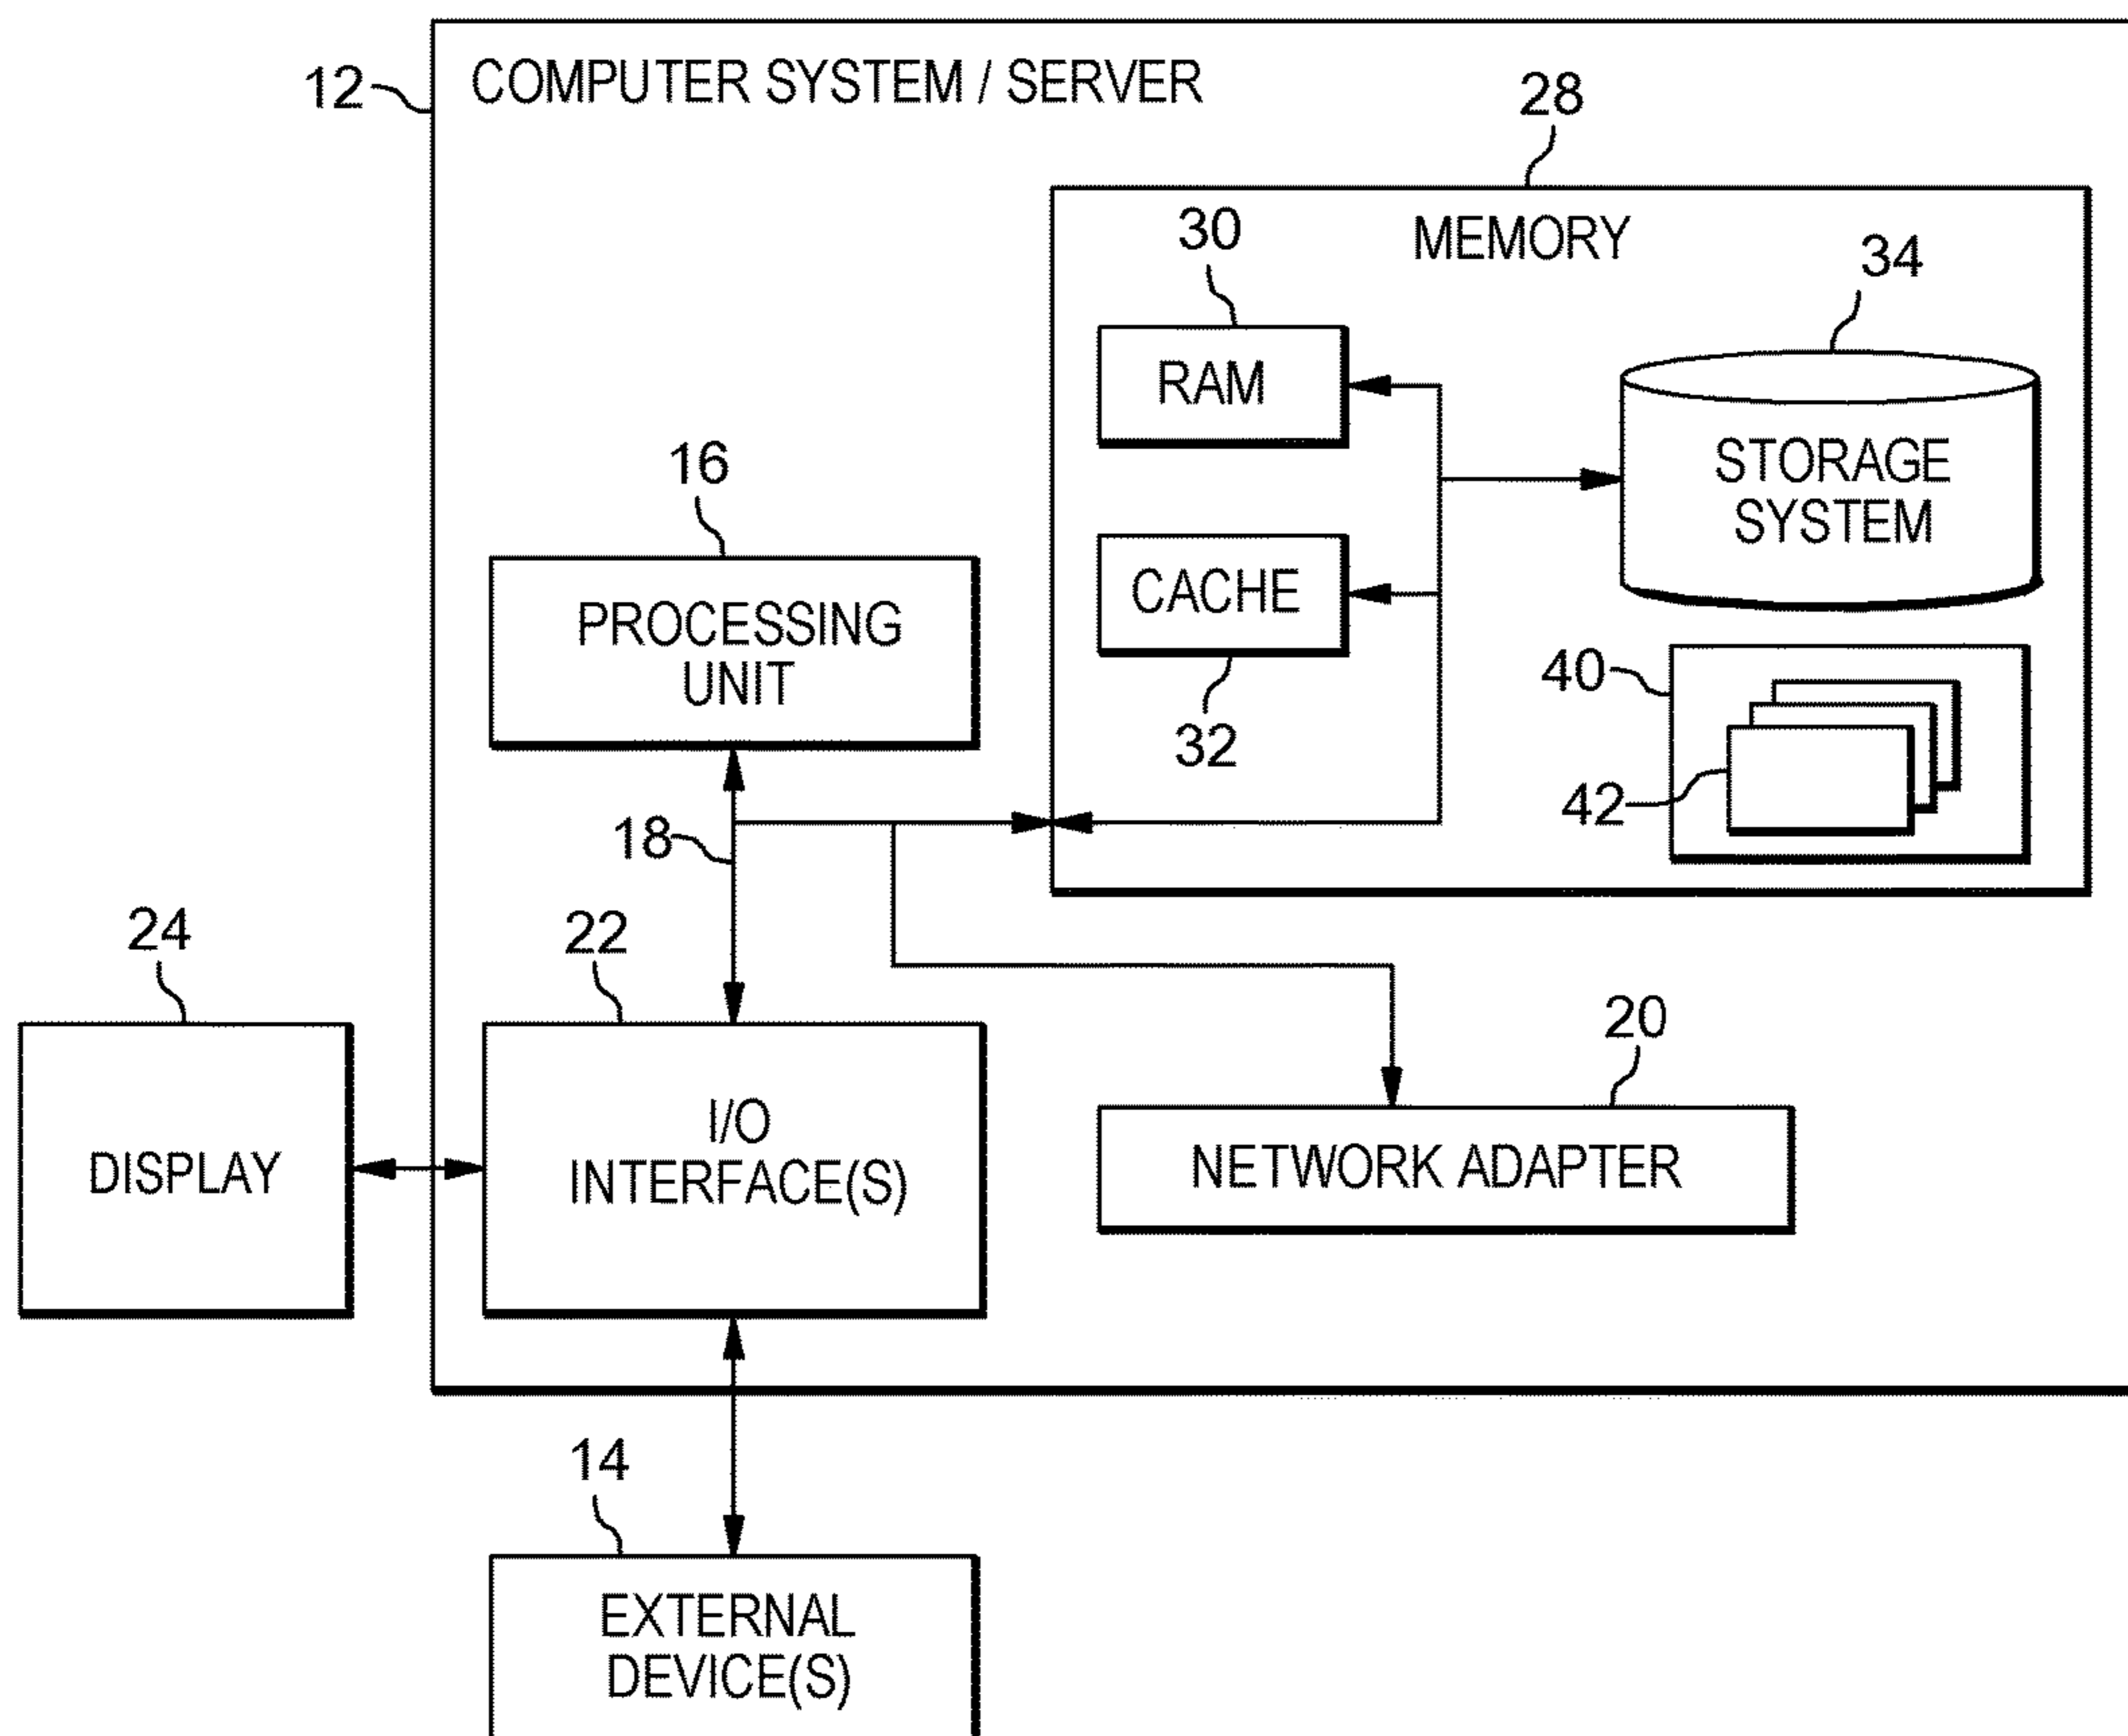 12
COMPUTER SYSTEM / SERVER
28
MEMORY
30
34
RAM
STORAGE
SYSTEM
16
CACHE
PROCESSING
UNIT
32
40
42
18
24
22
20
DISPLAY
I/O
INTERFACE(S)
NETWORK ADAPTER
14
EXTERNAL
DEVICE(S)